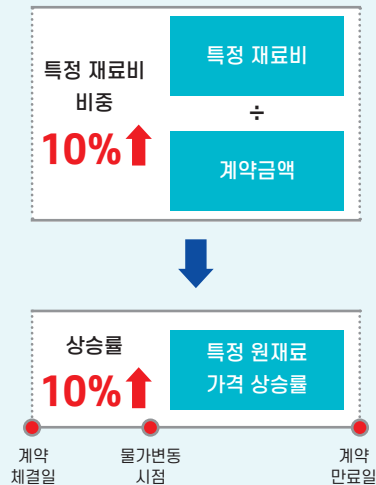 특정 재료비
비중
10%
특정 재료비
÷
계약금액
상승률
10%
특정 원재료
가격 상승률
계약
체결일
물가변동
시점
계약
만료일